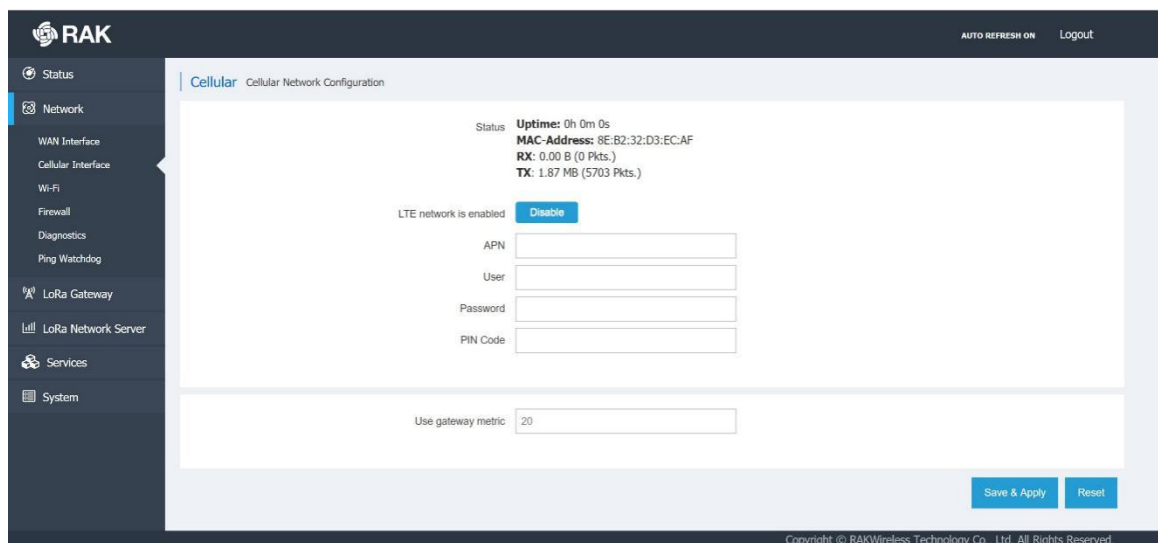 RAK
AUTO REFRESH ON Logout
Status
Network
WAN Interface
Cellular Interface
Wi-Fi
Firewall
Diagnostics
Ping Watchdog
LoRa Gateway
LoRa Network Server
Services
System
Cellular Cellular Network Configuration
Status Uptime: 0h 0m 0s
MAC-Address: 8E:B2:32:D3:EC:AF
RX: 0.00 B (0 Pkts.)
TX: 1.87 MB (5703 Pkts.)
LTE network is enabled Disable
APN
User
Password
PIN Code
Use gateway metric 20
Save & Apply Reset
Copyright © RAKWireless Technology Co., Ltd. All Rights Reserved.